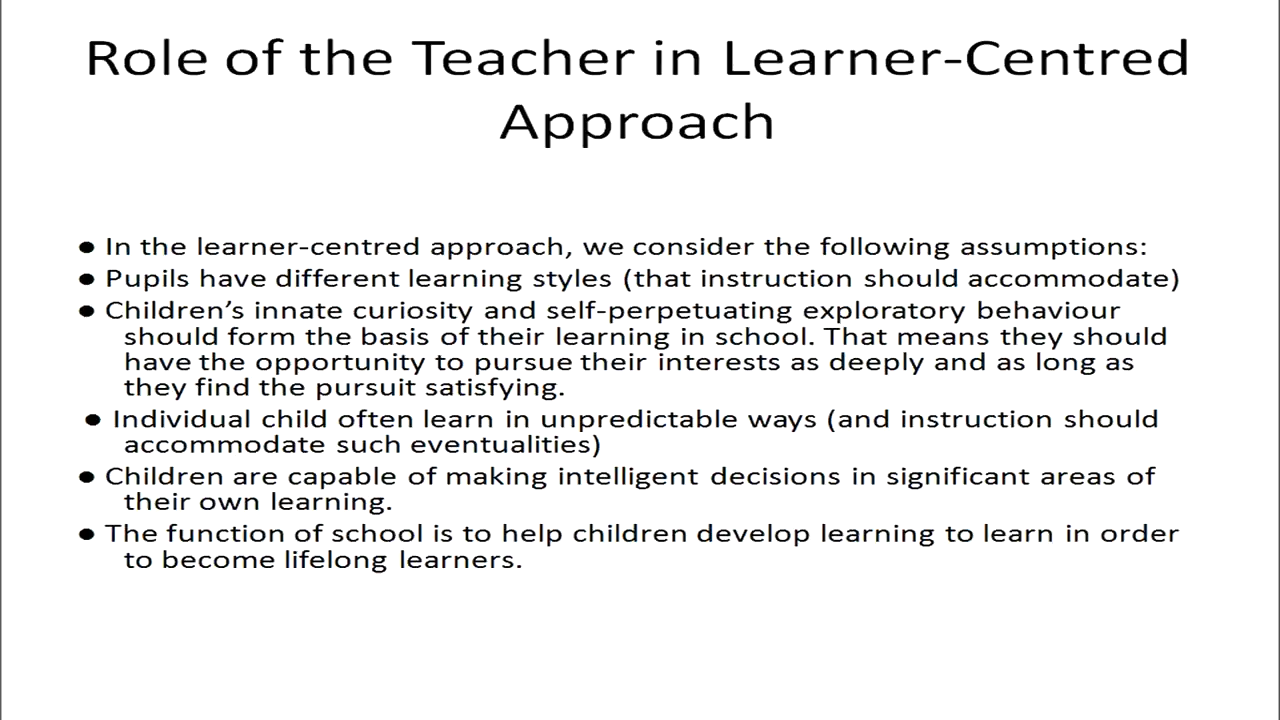 Role of the Teacher in Learner-Centred
Approach
● In the learner-centred approach, we consider the following assumptions:
● Pupils have different learning styles (that instruction should accommodate)
● Children’s innate curiosity and self-perpetuating exploratory behaviour
should form the basis of their learning in school. That means they should
have the opportunity to pursue their interests as deeply and as long as
they find the pursuit satisfying.
● Individual child often learn in unpredictable ways (and instruction should
accommodate such eventualities)
● Children are capable of making intelligent decisions in significant areas of
their own learning.
● The function of school is to help children develop learning to learn in order
to become lifelong learners.